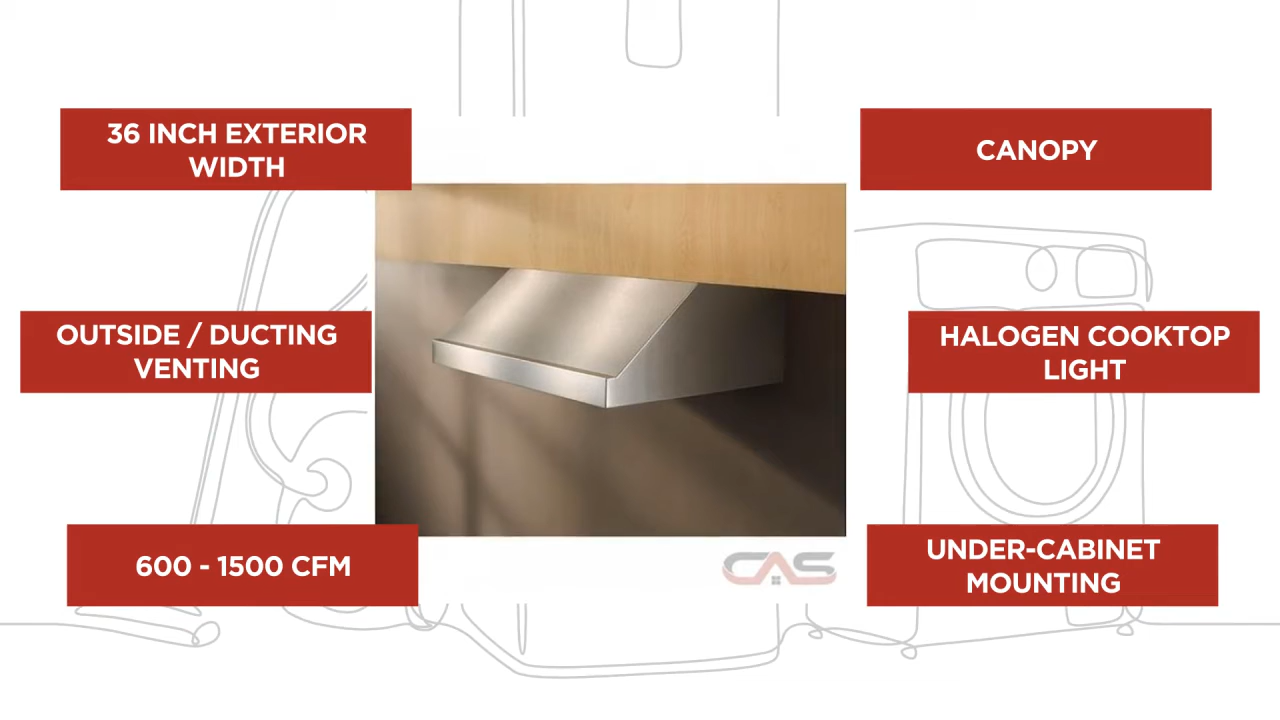 36 INCH EXTERIOR
WIDTH
CANOPY
OUTSIDE / DUCTING
VENTING
HALOGEN COOKTOP
LIGHT
600 - 1500 CFM
UNDER-CABINET
MOUNTING
CAS